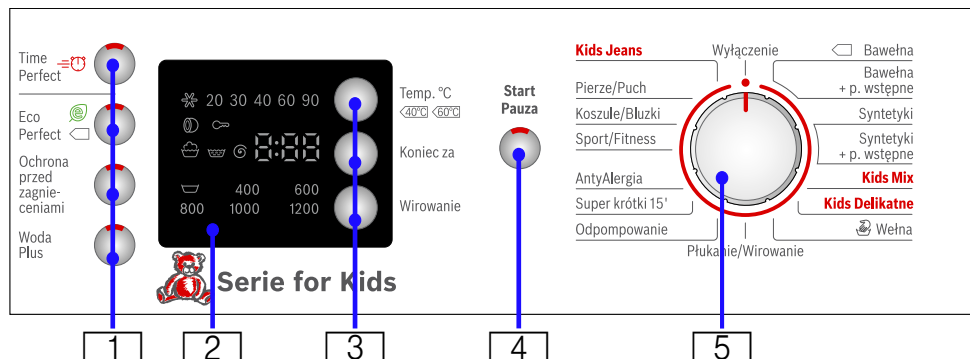 Time
Perfect
Eco
Perfect
Ochrona
przed
zagnie-
ceniami
Woda
Plus
20 30 40 60 90
8:88
400 600
800 1000 1200
Temp. °C
<40°C <60°C
Koniec za
Wirowanie
Serie for Kids
Start
Pauza
Kids Jeans
Pierze/Puch
Koszule/Bluzki
Sport/Fitness
AntyAlergia
Super krótki 15'
Odpompowanie
Wyłączenie
Płukanie/Wirowanie
Bawełna
Bawełna
+ p. wstępne
Syntetyki
Syntetyki
+ p. wstępne
Kids Mix
Kids Delikatne
Wełna
1 2 3 4 5